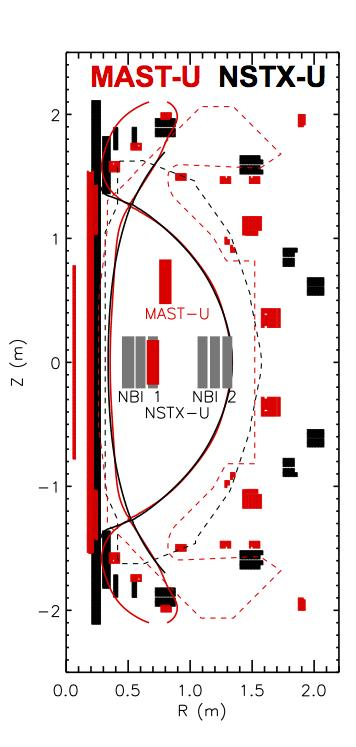 MAST-U NSTX-U
2
1
0
−1
−2
Z (m)
MAST−U
NBI 1 NBI 2
NSTX−U
0.0 0.5 1.0 1.5 2.0
R (m)